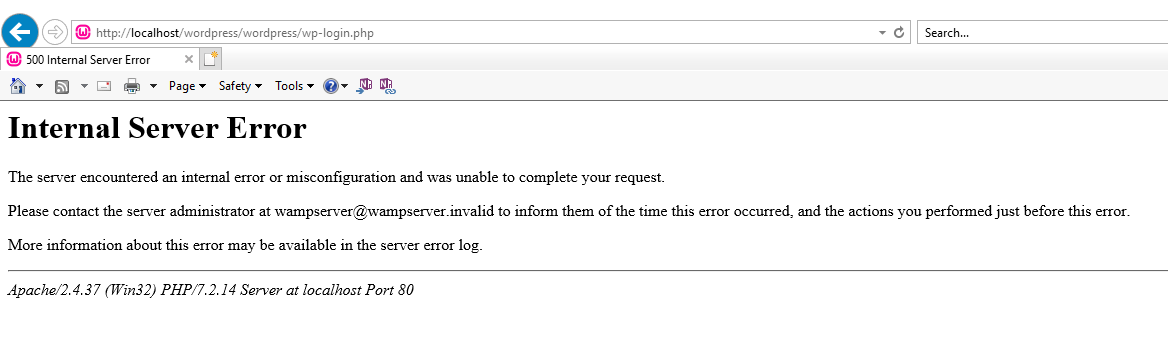 http://localhost/wordpress/wordpress/wp-login.php Search...
500 Internal Server Error
Page Safety Tools
Internal Server Error
The server encountered an internal error or misconfiguration and was unable to complete your request.
Please contact the server administrator at wampserver@wampserver.invalid to inform them of the time this error occurred, and the actions you performed just before this error.
More information about this error may be available in the server error log.
Apache/2.4.37 (Win32) PHP/7.2.14 Server at localhost Port 80